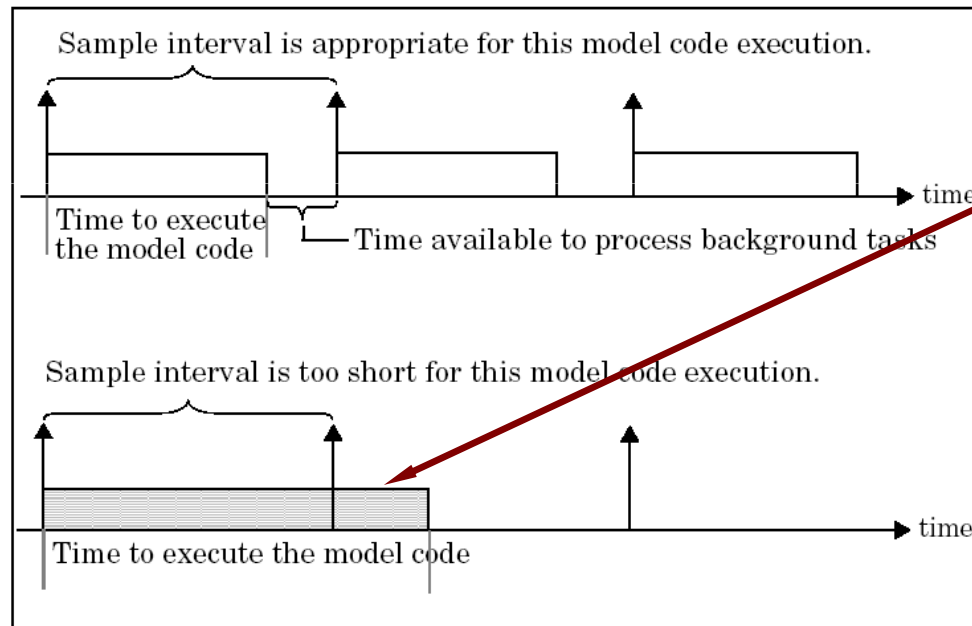 Sample interval is appropriate for this model code execution.
time
Time to execute
the model code
Time available to process background tasks
Sample interval is too short for this model code execution.
time
Time to execute the model code